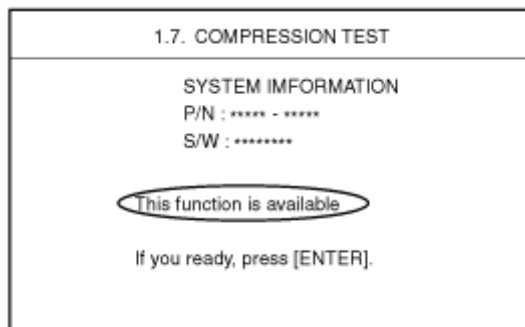 1.7. COMPRESSION TEST
SYSTEM IMFORMATION
P/N : ***** - *****
S/W : ********
This function is available
If you ready, press [ENTER].